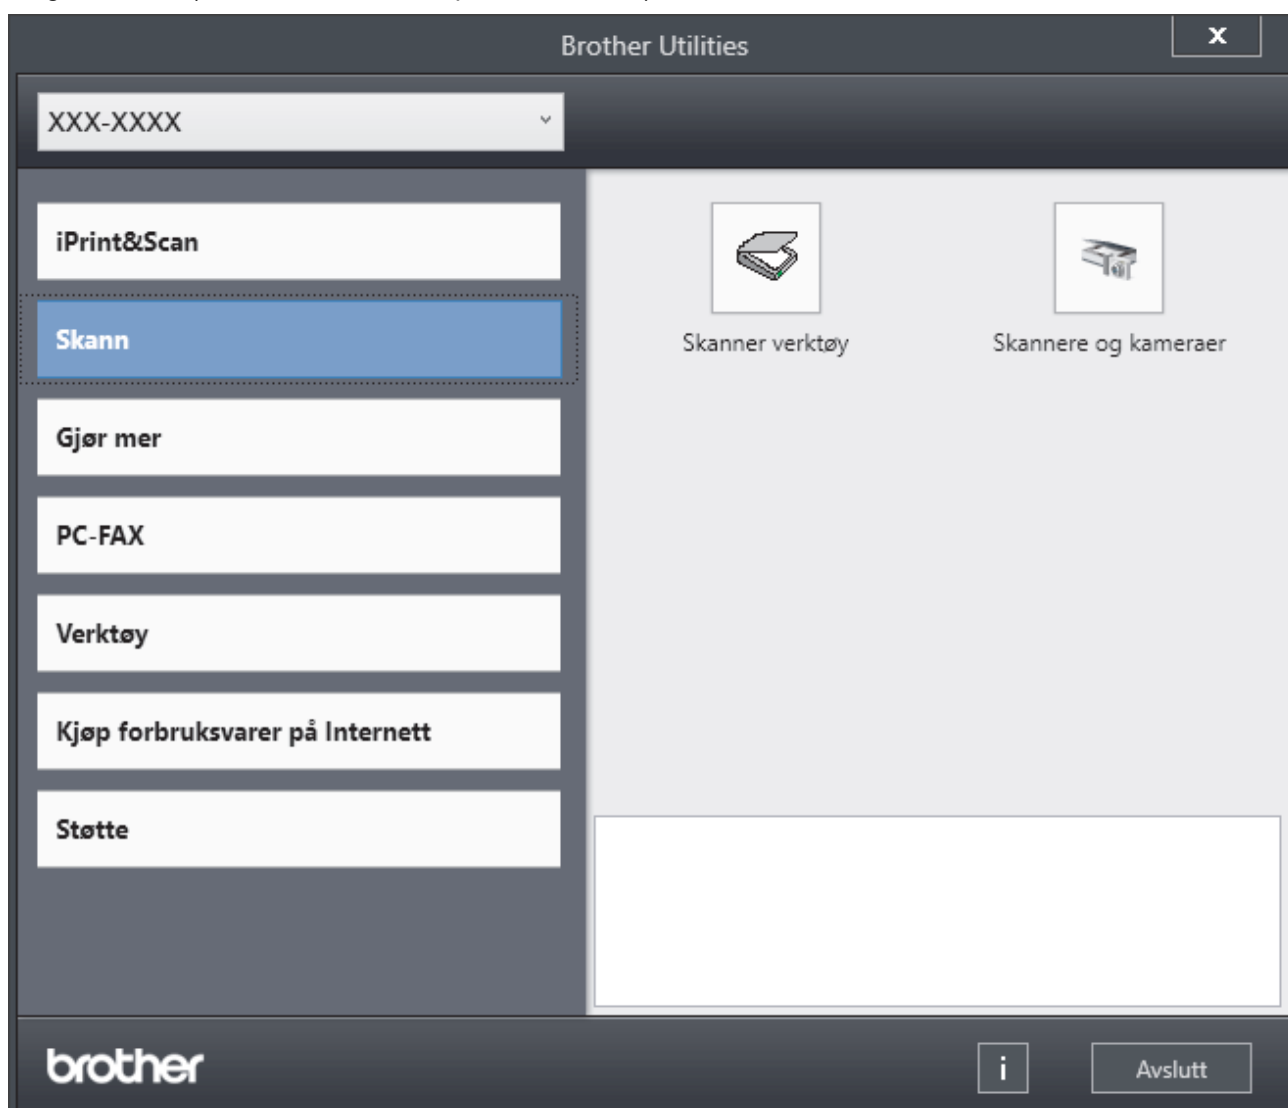 Brother Utilities
x
XXX-XXXX
iPrint&Scan
Skann
Gjør mer
PC-FAX
Verktøy
Kjøp forbruksvarer på Internett
Støtte
Skanner verktøy
Skannere og kameraer
brother
i
Avslutt